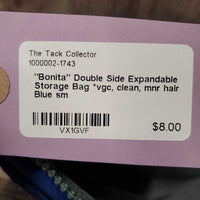 The Tack Collector
1000002-1743
"Bonita" Double Side Expandable
Storage Bag *vgc, clean, mnr hair
Blue sm
VX1GVF
$8.00